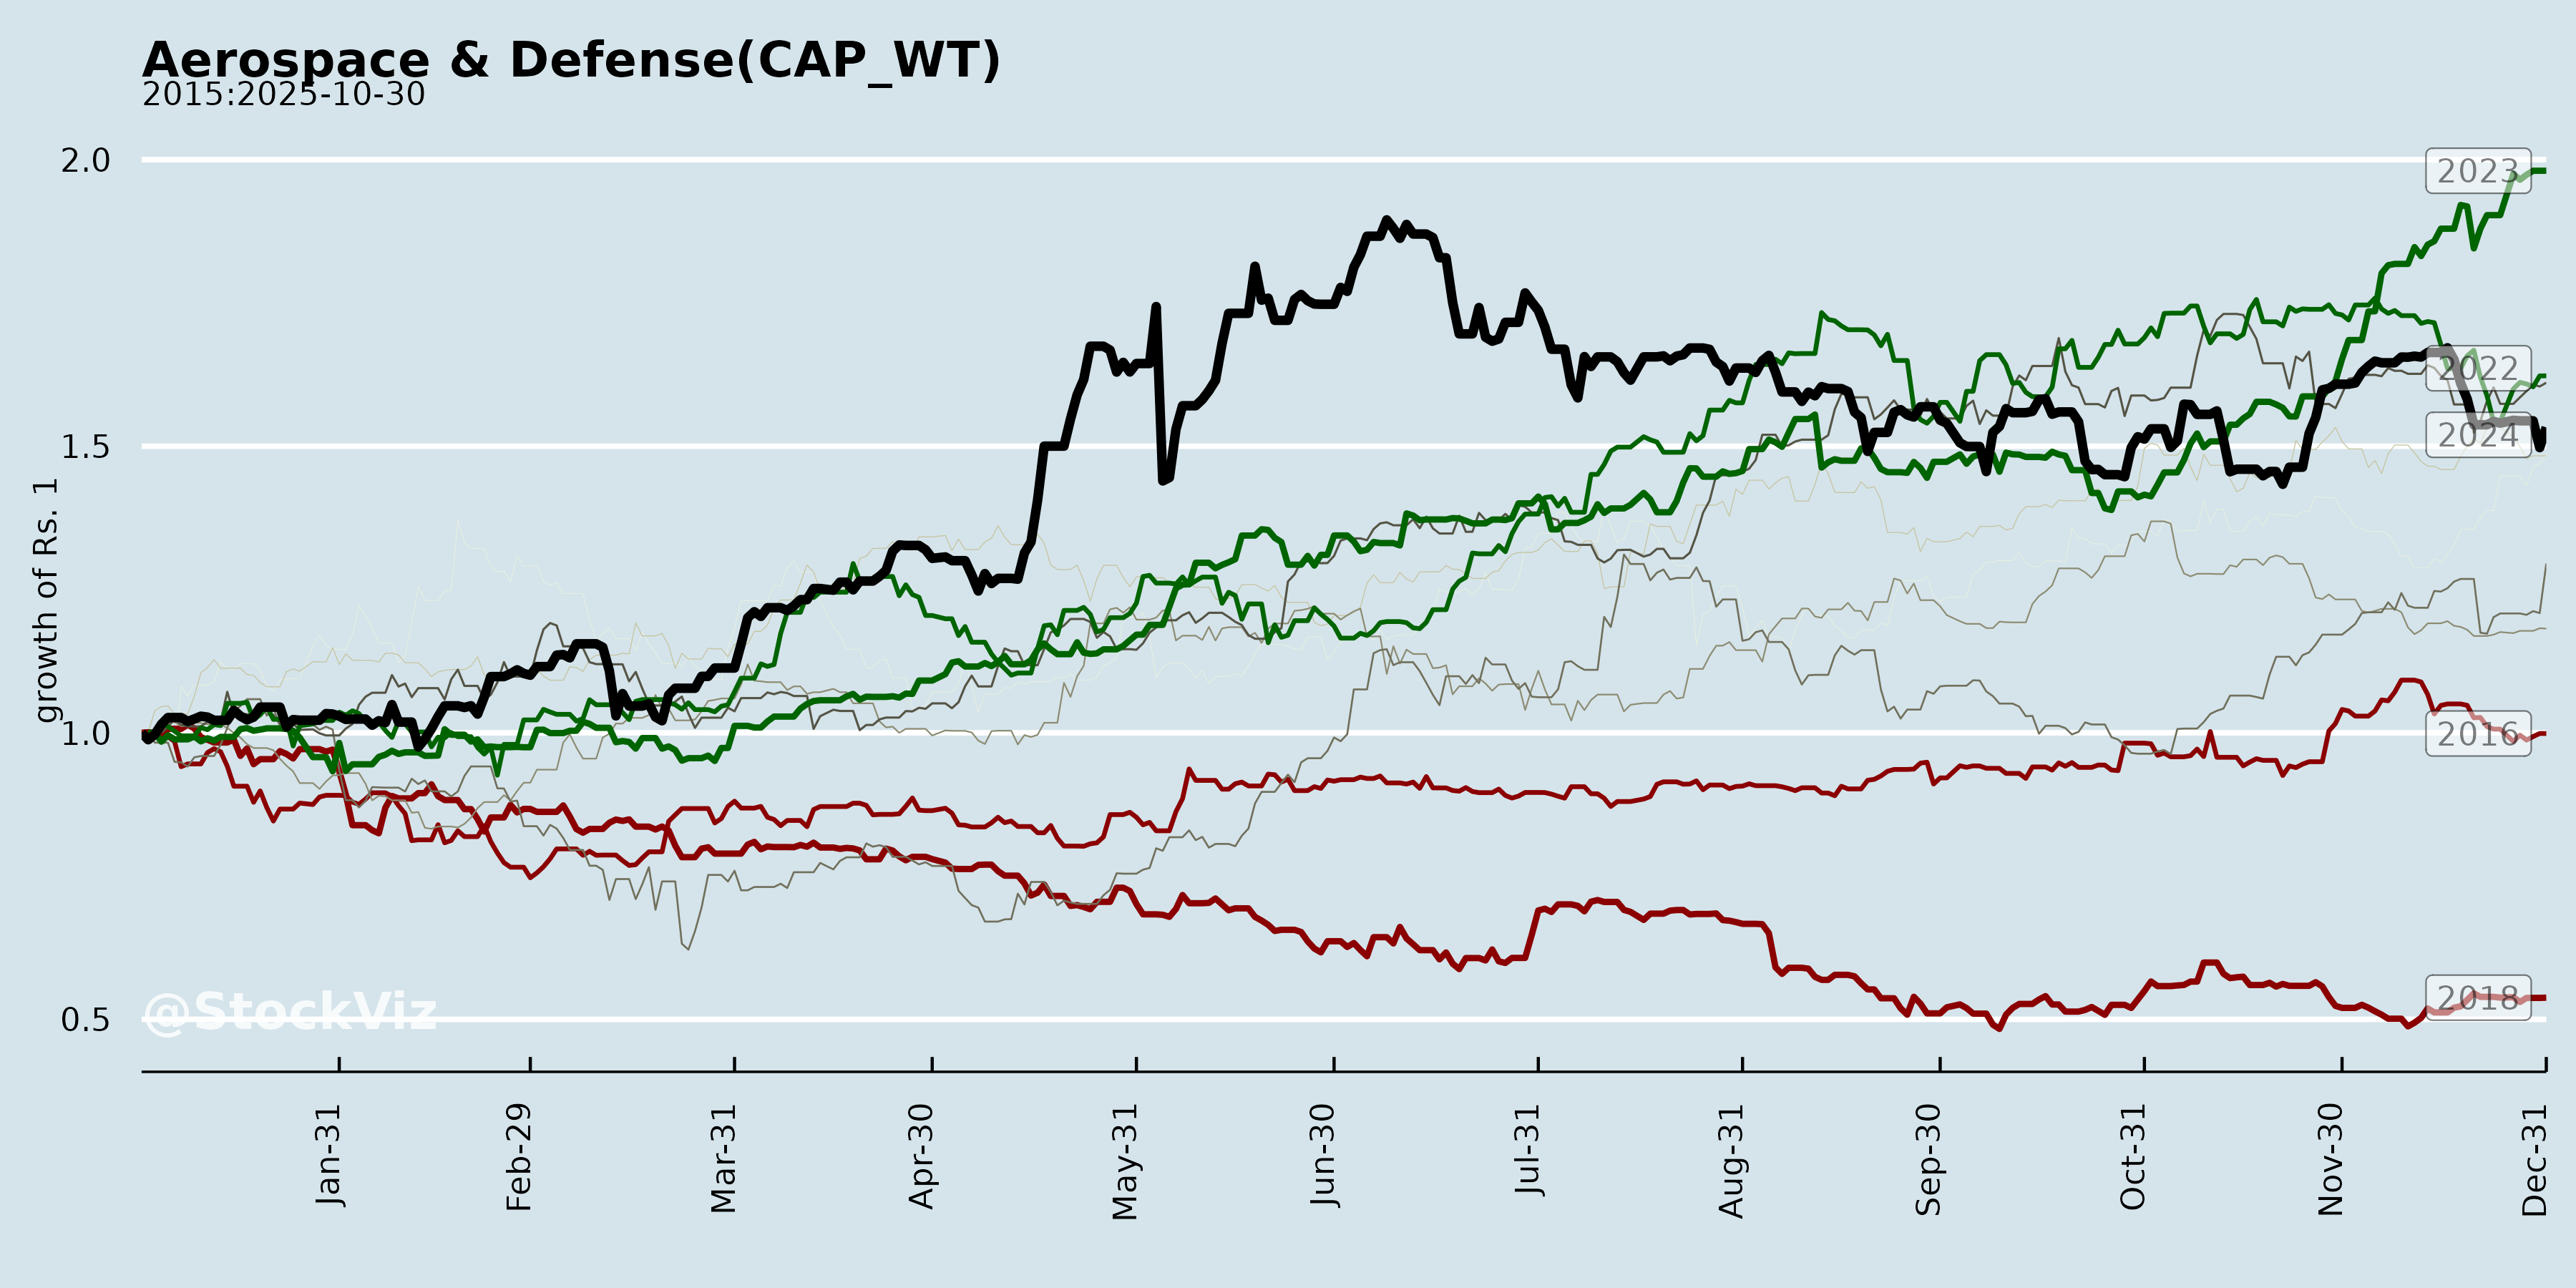 Aerospace & Defense(CAP_WT)
2015:2025-10-30
growth of Rs. 1
2.0
1.5
1.0
0.5
2023
2022
2024
2016
2018
@StockViz
Jan-31
Feb-29
Mar-31
Apr-30
May-31
Jun-30
Jul-31
Aug-31
Sep-30
Oct-31
Nov-30
Dec-31